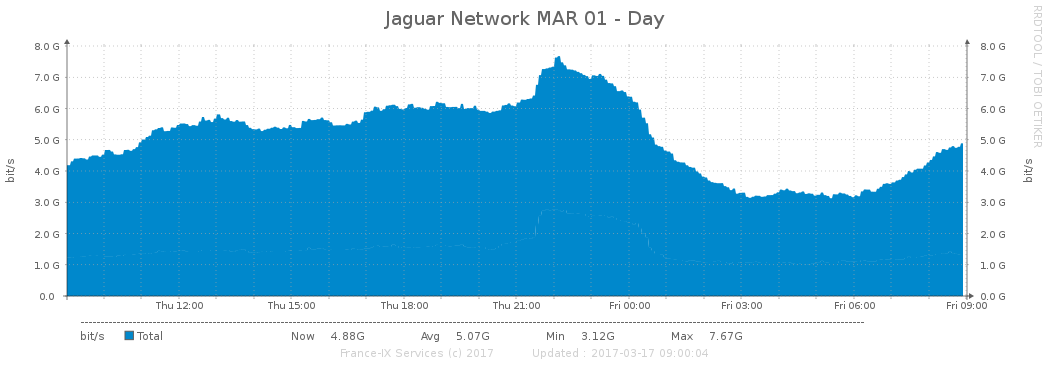 Jaguar Network MAR 01 - Day
RRDTOOL / TOBI OETIKER
8.0 G 8.0 G
7.0 G 7.0 G
6.0 G 6.0 G
5.0 G 5.0 G
4.0 G 4.0 G
3.0 G 3.0 G
2.0 G 2.0 G
1.0 G 1.0 G
0.0 0.0 G
bit/s
bit/s
Thu 12:00 Thu 15:00 Thu 18:00 Thu 21:00 Fri 00:00 Fri 03:00 Fri 06:00 Fri 09:00
bit/s Total Now 4.88G Avg 5.07G Min 3.12G Max 7.67G
France-IX Services (c) 2017 Updated : 2017-03-17 09:00:04